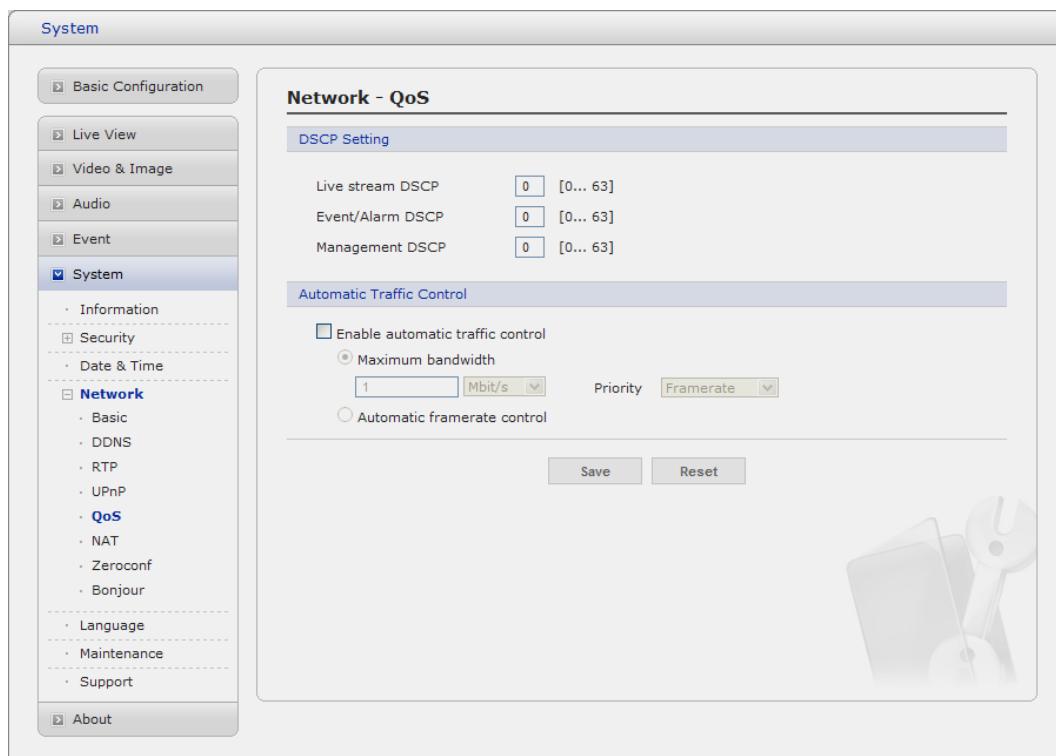 System
Basic Configuration
Live View
Video & Image
Audio
Event
System
Information
Security
Date & Time
Network
Basic
DDNS
RTP
UPnP
QoS
NAT
Zeroconf
Bonjour
Language
Maintenance
Support
About
Network - QoS
DSCP Setting
Live stream DSCP 0 [0... 63]
Event/Alarm DSCP 0 [0... 63]
Management DSCP 0 [0... 63]
Automatic Traffic Control
Enable automatic traffic control
Maximum bandwidth
1 Mbit/s Priority Framerate
Automatic framerate control
Save Reset